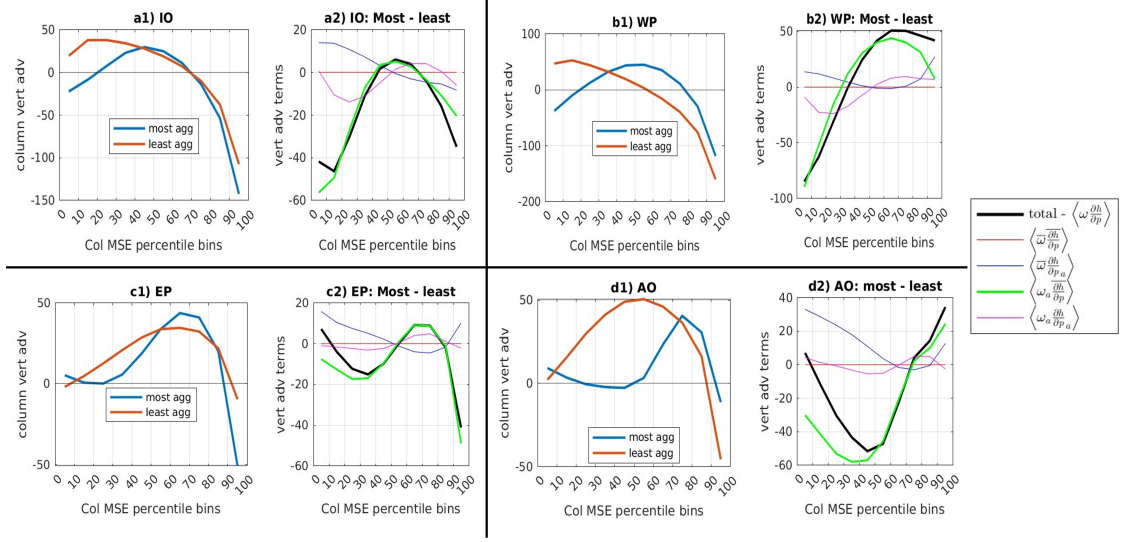 a1) IO
column vert adv
50
0
-50
-100
-150
most agg
least agg
0 10 20 30 40 50 60 70 80 90 100
Col MSE percentile bins
a2) IO: Most - least
vert adv terms
20
0
-20
-40
-60
0 10 20 30 40 50 60 70 80 90 100
Col MSE percentile bins
b1) WP
column vert adv
100
0
-100
-200
most agg
least agg
0 10 20 30 40 50 60 70 80 90 100
Col MSE percentile bins
b2) WP: Most - least
vert adv terms
50
0
-50
-100
0 10 20 30 40 50 60 70 80 90 100
Col MSE percentile bins
c1) EP
column vert adv
50
0
-50
most agg
least agg
0 10 20 30 40 50 60 70 80 90 100
Col MSE percentile bins
c2) EP: Most - least
vert adv terms
20
0
-20
-40
-60
0 10 20 30 40 50 60 70 80 90 100
Col MSE percentile bins
d1) AO
column vert adv
50
0
-50
most agg
least agg
0 10 20 30 40 50 60 70 80 90 100
Col MSE percentile bins
d2) AO: most - least
vert adv terms
40
20
0
-20
-40
-60
0 10 20 30 40 50 60 70 80 90 100
Col MSE percentile bins
total - ⟨ω ∂h/∂p⟩
⟨ω̅ \overline{∂h/∂p}⟩
⟨ω̅ ∂h/∂p_a⟩
⟨ω_a \overline{∂h/∂p}⟩
⟨ω_a ∂h/∂p_a⟩